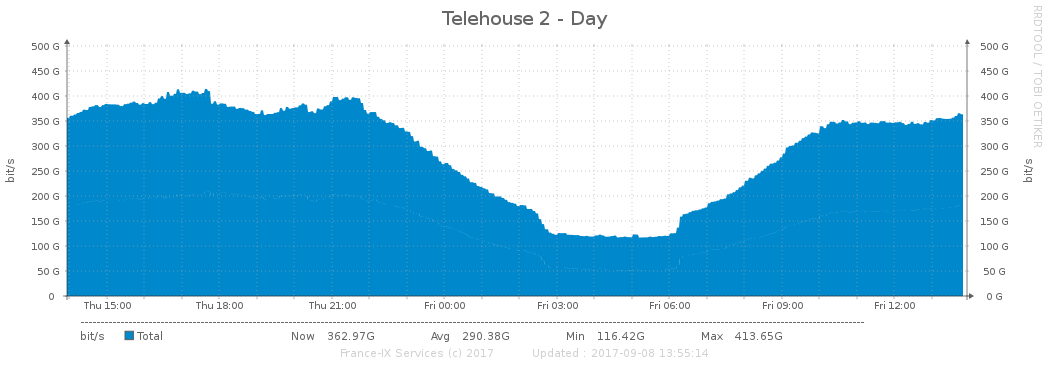 Telehouse 2 - Day
RRDTOOL / TOBI OETIKER
bit/s
500 G 500 G
450 G 450 G
400 G 400 G
350 G 350 G
300 G 300 G
250 G 250 G
200 G 200 G
150 G 150 G
100 G 100 G
50 G 50 G
0 0 G
bit/s
Thu 15:00 Thu 18:00 Thu 21:00 Fri 00:00 Fri 03:00 Fri 06:00 Fri 09:00 Fri 12:00
bit/s Total Now 362.97G Avg 290.38G Min 116.42G Max 413.65G
France-IX Services (c) 2017 Updated : 2017-09-08 13:55:14